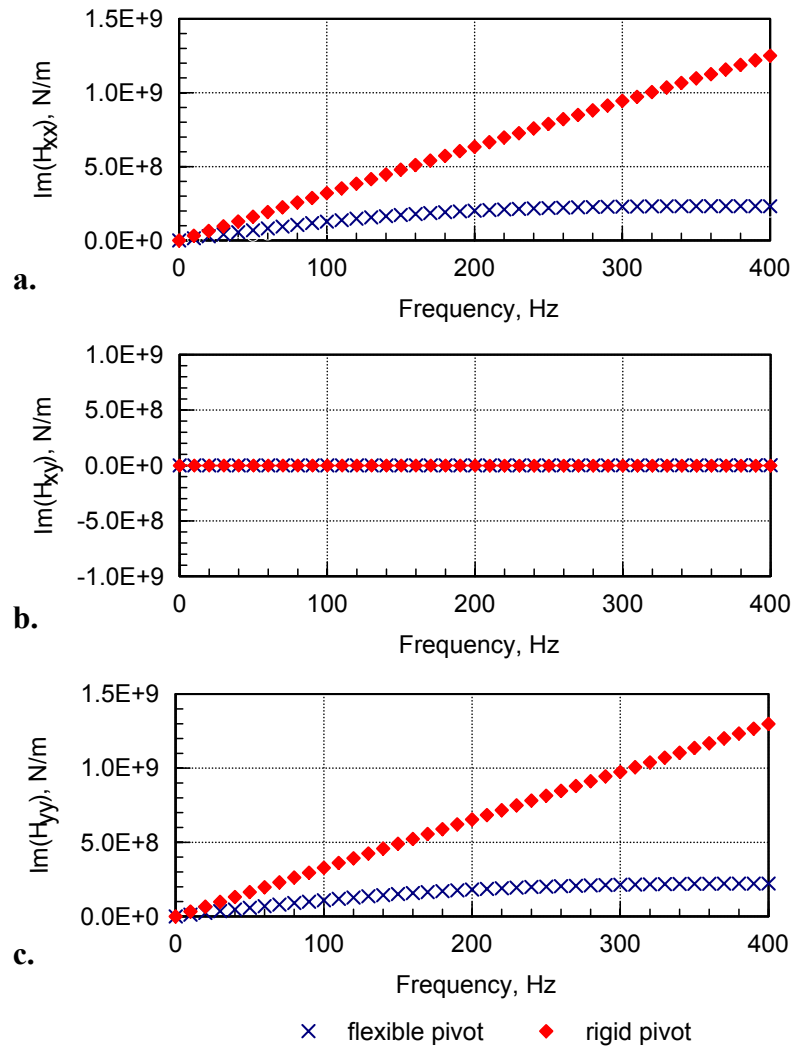 1.5E+9
1.0E+9
5.0E+8
0.0E+0
Im(Hxx), N/m
0 100 200 300 400
Frequency, Hz
a.
1.0E+9
5.0E+8
0.0E+0
-5.0E+8
-1.0E+9
Im(Hxy), N/m
0 100 200 300 400
Frequency, Hz
b.
1.5E+9
1.0E+9
5.0E+8
0.0E+0
Im(Hyy), N/m
0 100 200 300 400
Frequency, Hz
c.
flexible pivot rigid pivot